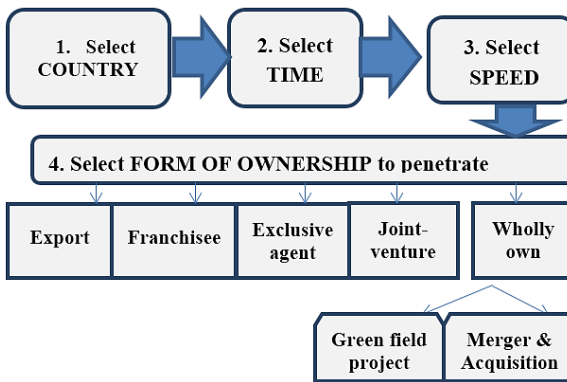 1. Select
COUNTRY
2. Select
TIME
3. Select
SPEED
4. Select FORM OF OWNERSHIP to penetrate
Export
Franchisee
Exclusive
agent
Joint-
venture
Wholly
own
Green field
project
Merger &
Acquisition